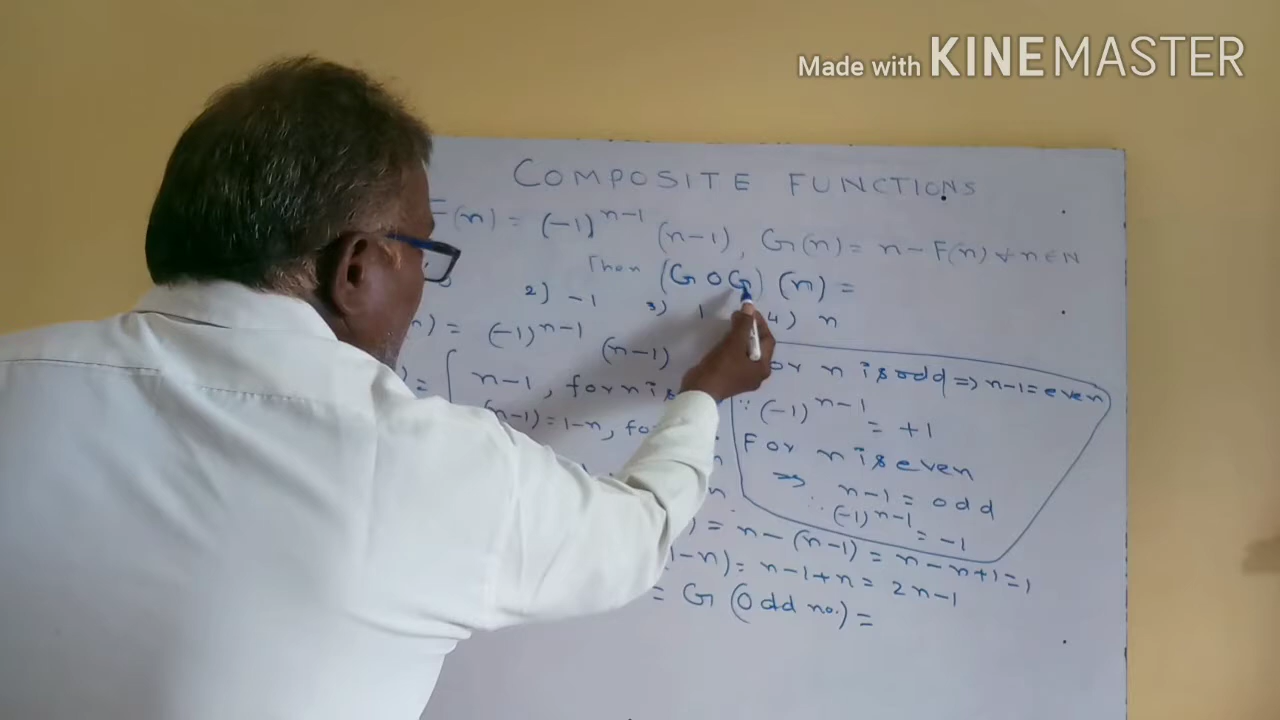 Made with KINEMASTER
COMPOSITE FUNCTIONS
F(n) = (-1)^{n-1} (n-1), G(n) = n - F(n) ∀ n ∈ N
Then (G O G) (n) =
2) -1 3) 1 4) n
n) = (-1)^{n-1} (n-1)
) = { n-1, for n is
(n-1) = 1-n, fo
For n is odd => n-1 = even
∵ (-1)^{n-1} = +1
For n is even
=> n-1 = odd
∵ (-1)^{n-1} = -1
) = n - (n-1) = n - n + 1 = 1
1-n) = n - 1 + n = 2n - 1
= G (Odd no.) =